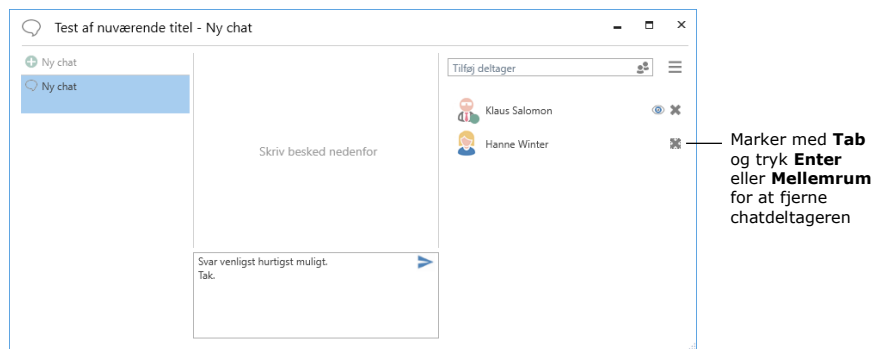 Test af nuværende titel - Ny chat
Ny chat
Ny chat
Skriv besked nedenfor
Svar venligst hurtigst muligt.
Tak.
Tilføj deltager
Klaus Salomon
Hanne Winter
Marker med Tab
og tryk Enter
eller Mellemrum
for at fjerne
chatdeltageren